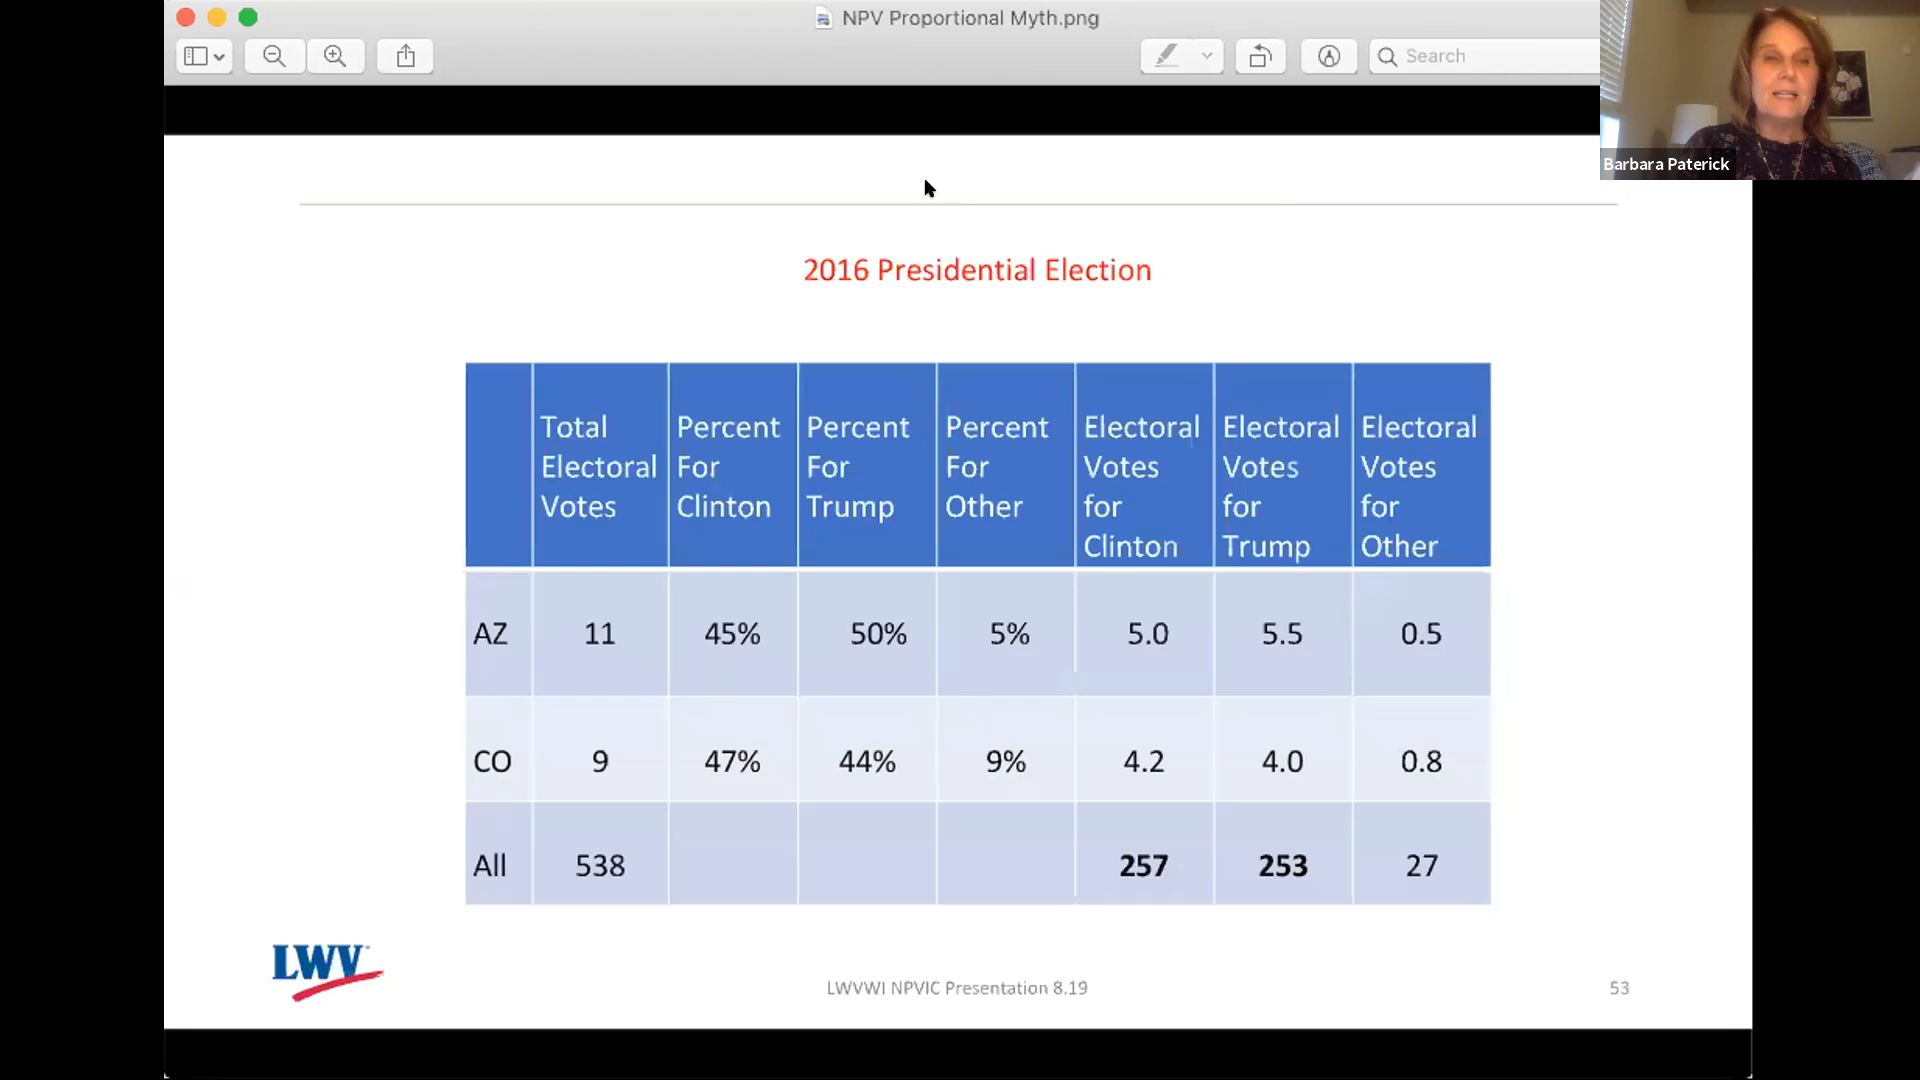 NPV Proportional Myth.png
Search
Barbara Paterick
2016 Presidential Election
Total Electoral Votes Percent For Clinton Percent For Trump Percent For Other Electoral Votes for Clinton Electoral Votes for Trump Electoral Votes for Other
AZ 11 45% 50% 5% 5.0 5.5 0.5
CO 9 47% 44% 9% 4.2 4.0 0.8
All 538 257 253 27
LWV
LWVWI NPVIC Presentation 8.19
53